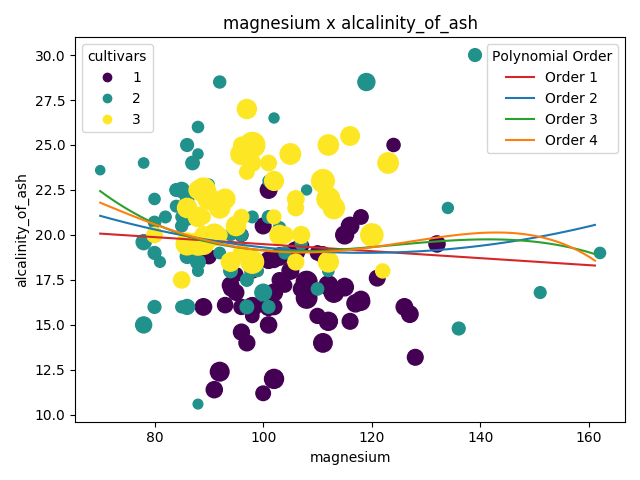 magnesium x alcalinity_of_ash
cultivars
1
2
3
Polynomial Order
Order 1
Order 2
Order 3
Order 4
30.0
27.5
25.0
22.5
20.0
17.5
15.0
12.5
10.0
alcalinity_of_ash
80 100 120 140 160
magnesium